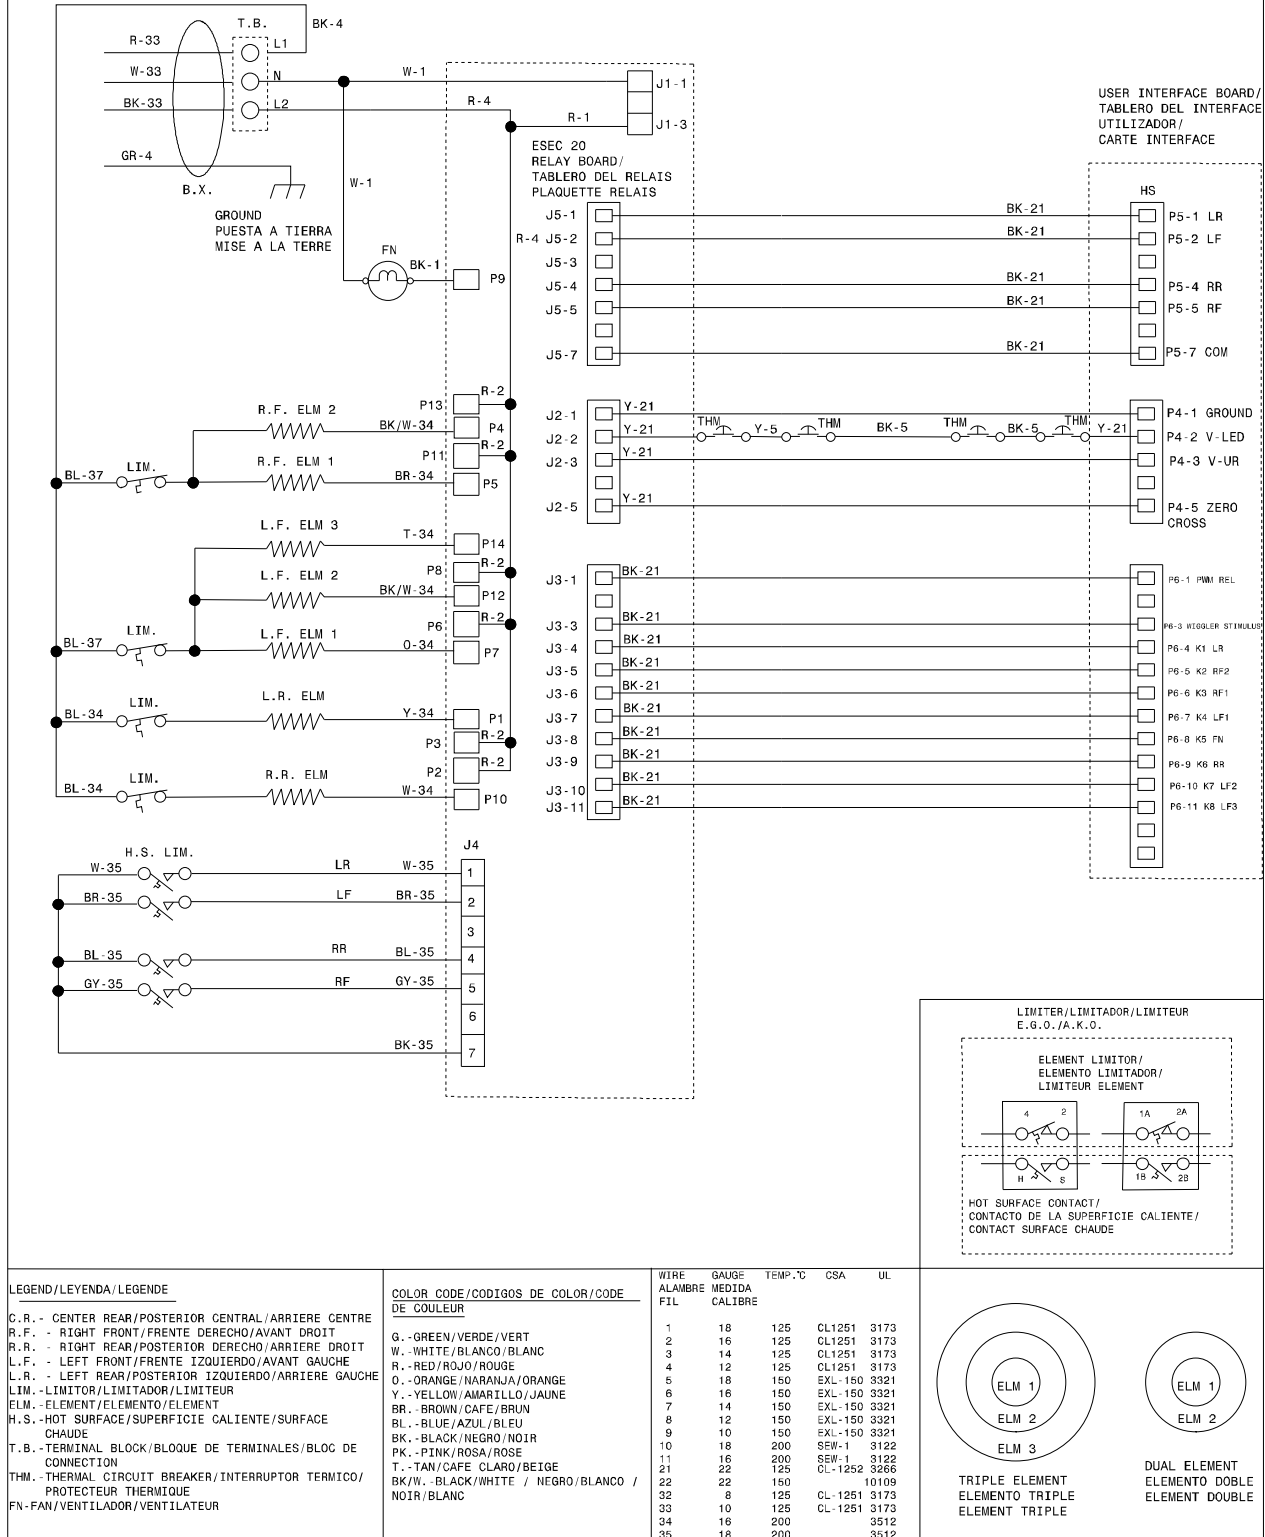 T.B.
BK-4
R-33
L1
W-33
N
W-1
J1-1
BK-33
L2
R-4
R-1
J1-3
GR-4
B.X.
W-1
GROUND
PUESTA A TIERRA
MISE A LA TERRE
FN
BK-1
P9
ESEC 20
RELAY BOARD/
TABLERO DEL RELAIS
PLAQUETTE RELAIS
USER INTERFACE BOARD/
TABLERO DEL INTERFACE
UTILIZADOR/
CARTE INTERFACE
HS
J5-1
BK-21
P5-1 LR
R-4 J5-2
BK-21
P5-2 LF
J5-3
J5-4
BK-21
P5-4 RR
J5-5
BK-21
P5-5 RF
J5-7
BK-21
P5-7 COM
J2-1
Y-21
P4-1 GROUND
J2-2
Y-21
THM
Y-5
THM
BK-5
THM
BK-5
THM
Y-21
P4-2 V-LED
J2-3
Y-21
P4-3 V-UR
J2-5
Y-21
P4-5 ZERO
CROSS
J3-1
BK-21
P6-1 PWM REL
J3-3
BK-21
P6-3 WIGGLER STIMULUS
J3-4
BK-21
P6-4 K1 LR
J3-5
BK-21
P6-5 K2 RF2
J3-6
BK-21
P6-6 K3 RF1
J3-7
BK-21
P6-7 K4 LF1
J3-8
BK-21
P6-8 K5 FN
J3-9
BK-21
P6-9 K6 RR
J3-10
BK-21
P6-10 K7 LF2
J3-11
BK-21
P6-11 K8 LF3
P13
R-2
R.F. ELM 2
BK/W-34
P4
P11
R-2
BL-37
LIM.
R.F. ELM 1
BR-34
P5
L.F. ELM 3
T-34
P14
P8
R-2
L.F. ELM 2
BK/W-34
P12
P6
R-2
BL-37
LIM.
L.F. ELM 1
O-34
P7
BL-34
LIM.
L.R. ELM
Y-34
P1
P3
R-2
P2
R-2
BL-34
LIM.
R.R. ELM
W-34
P10
J4
H.S. LIM.
W-35
LR
W-35
1
BR-35
LF
BR-35
2
3
BL-35
RR
BL-35
4
GY-35
RF
GY-35
5
6
BK-35
7
LIMITER/LIMITADOR/LIMITEUR
E.G.O./A.K.O.
ELEMENT LIMITOR/
ELEMENTO LIMITADOR/
LIMITEUR ELEMENT
4 2 1A 2A
H S 1B 2B
HOT SURFACE CONTACT/
CONTACTO DE LA SUPERFICIE CALIENTE/
CONTACT SURFACE CHAUDE
LEGEND/LEYENDA/LEGENDE
C.R.- CENTER REAR/POSTERIOR CENTRAL/ARRIERE CENTRE
R.F. - RIGHT FRONT/FRENTE DERECHO/AVANT DROIT
R.R. - RIGHT REAR/POSTERIOR DERECHO/ARRIERE DROIT
L.F. - LEFT FRONT/FRENTE IZQUIERDO/AVANT GAUCHE
L.R. - LEFT REAR/POSTERIOR IZQUIERDO/ARRIERE GAUCHE
LIM.-LIMITOR/LIMITADOR/LIMITEUR
ELM.-ELEMENT/ELEMENTO/ELEMENT
H.S.-HOT SURFACE/SUPERFICIE CALIENTE/SURFACE
CHAUDE
T.B.-TERMINAL BLOCK/BLOQUE DE TERMINALES/BLOC DE
CONNECTION
THM.-THERMAL CIRCUIT BREAKER/INTERRUPTOR TERMICO/
PROTECTEUR THERMIQUE
FN-FAN/VENTILADOR/VENTILATEUR
COLOR CODE/CODIGOS DE COLOR/CODE
DE COULEUR
G.-GREEN/VERDE/VERT
W.-WHITE/BLANCO/BLANC
R.-RED/ROJO/ROUGE
O.-ORANGE/NARANJA/ORANGE
Y.-YELLOW/AMARILLO/JAUNE
BR.-BROWN/CAFE/BRUN
BL.-BLUE/AZUL/BLEU
BK.-BLACK/NEGRO/NOIR
PK.-PINK/ROSA/ROSE
T.-TAN/CAFE CLARO/BEIGE
BK/W.-BLACK/WHITE / NEGRO/BLANCO /
NOIR/BLANC
WIRE GAUGE TEMP.°C CSA UL
ALAMBRE MEDIDA
FIL CALIBRE
1 18 125 CL1251 3173
2 16 125 CL1251 3173
3 14 125 CL1251 3173
4 12 125 CL1251 3173
5 18 150 EXL-150 3321
6 16 150 EXL-150 3321
7 14 150 EXL-150 3321
8 12 150 EXL-150 3321
9 10 150 EXL-150 3321
10 18 200 SEW-1 3122
11 16 200 SEW-1 3122
21 22 125 CL-1252 3266
22 22 150 10109
32 8 125 CL-1251 3173
33 10 125 CL-1251 3173
34 16 200 3512
35 18 200 3512
ELM 1
ELM 2
ELM 3
TRIPLE ELEMENT
ELEMENTO TRIPLE
ELEMENT TRIPLE
ELM 1
ELM 2
DUAL ELEMENT
ELEMENTO DOBLE
ELEMENT DOUBLE